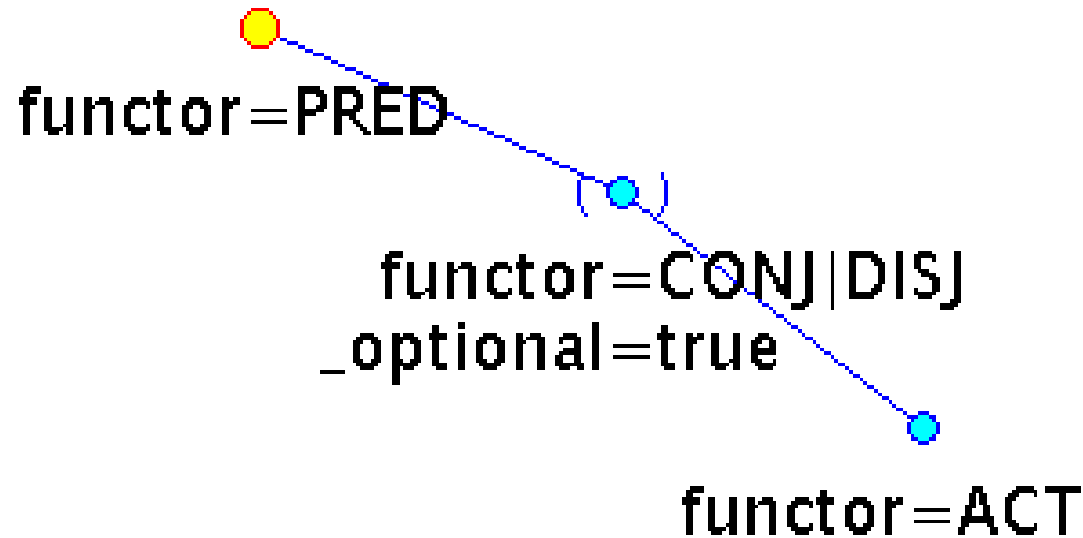 functor=PRED
functor=CONJ|DISJ
_optional=true
functor=ACT